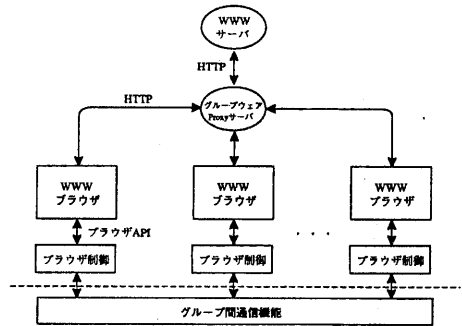 WWW
サーバ
HTTP
HTTP
グループウェア
Proxyサーバ
WWW
ブラウザ
WWW
ブラウザ
WWW
ブラウザ
ブラウザAPI
. . .
ブラウザ制御
ブラウザ制御
ブラウザ制御
グループ間通信機能